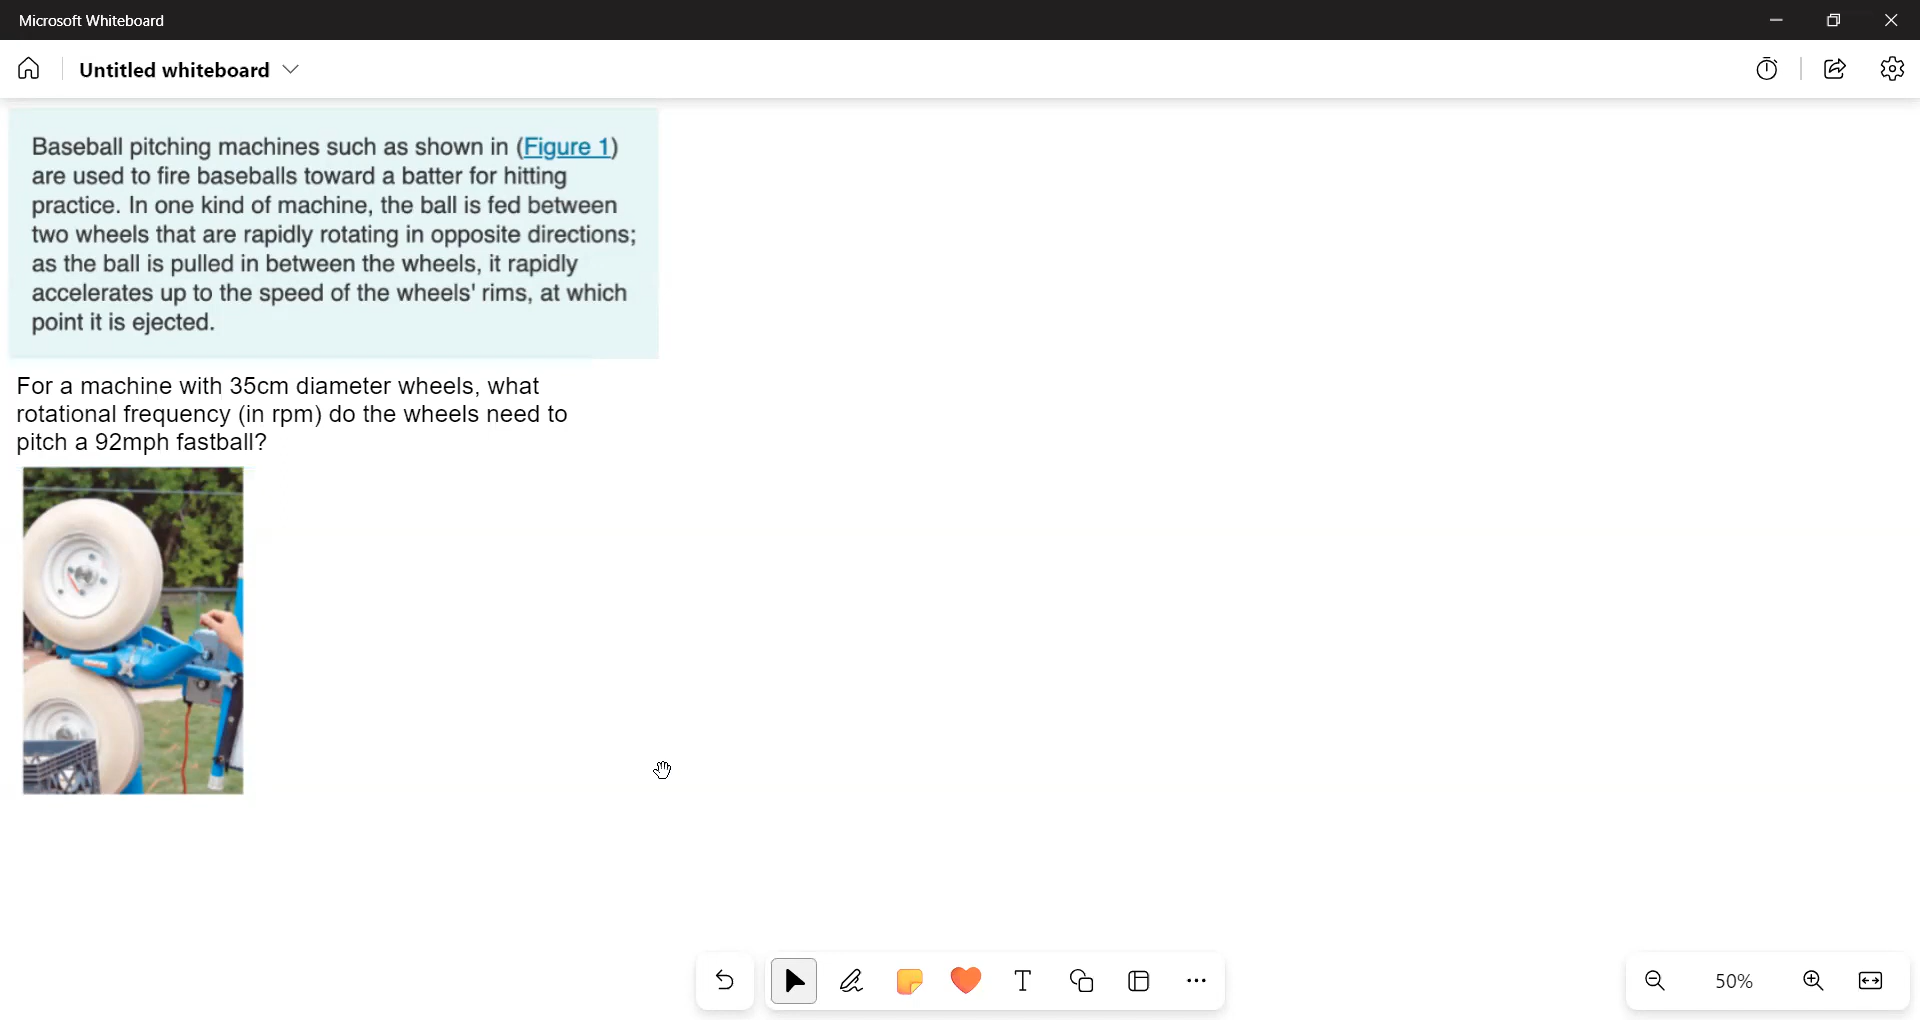 Microsoft Whiteboard
Untitled whiteboard
Baseball pitching machines such as shown in (Figure 1)
are used to fire baseballs toward a batter for hitting
practice. In one kind of machine, the ball is fed between
two wheels that are rapidly rotating in opposite directions;
as the ball is pulled in between the wheels, it rapidly
accelerates up to the speed of the wheels' rims, at which
point it is ejected.
For a machine with 35cm diameter wheels, what
rotational frequency (in rpm) do the wheels need to
pitch a 92mph fastball?
50%